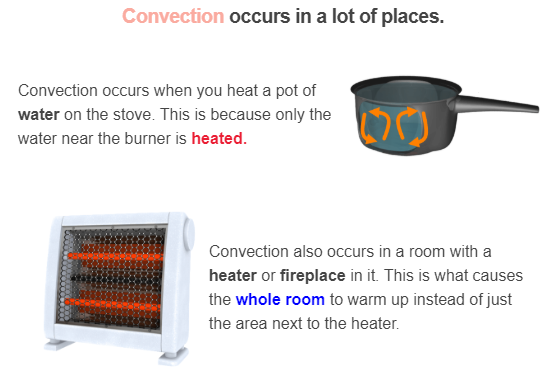 Convection occurs in a lot of places.
Convection occurs when you heat a pot of
water on the stove. This is because only the
water near the burner is heated.
Convection also occurs in a room with a
heater or fireplace in it. This is what causes
the whole room to warm up instead of just
the area next to the heater.